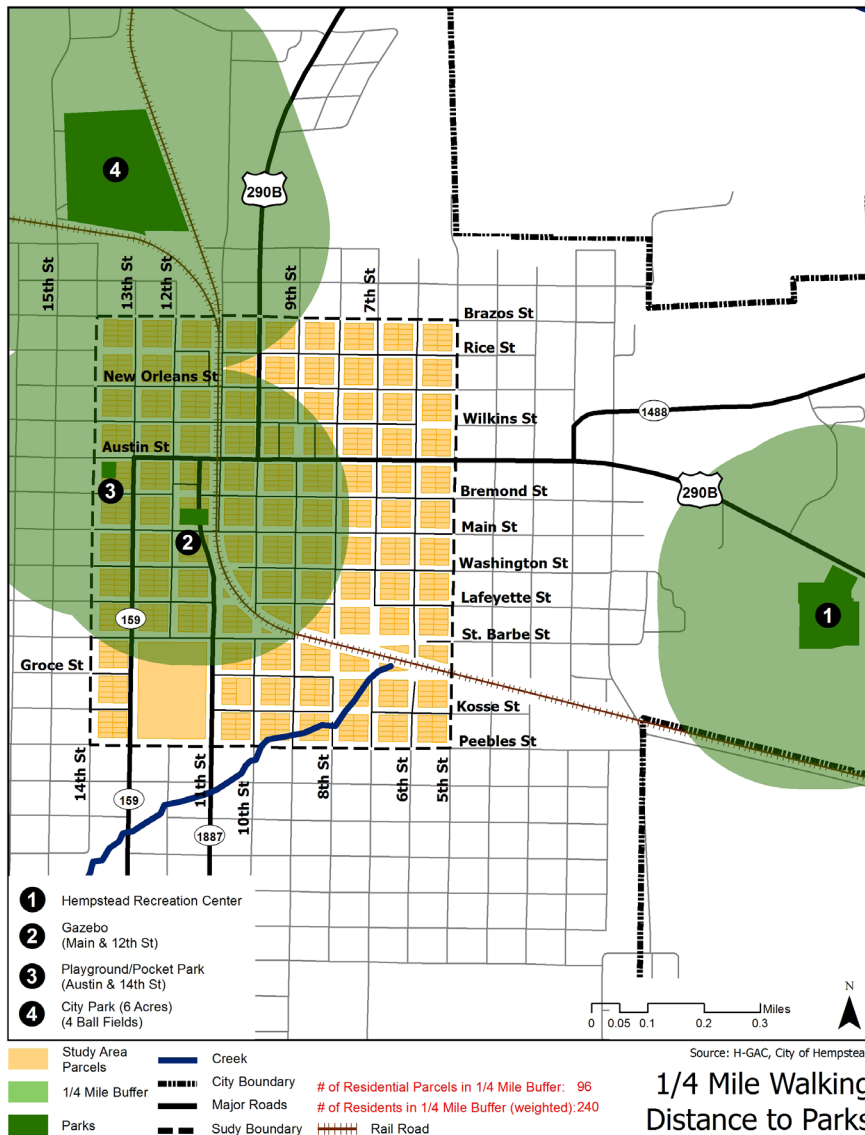 4
290B
15th St
13th St
12th St
9th St
7th St
Brazos St
Rice St
New Orleans St
Wilkins St
1488
Austin St
3
Bremond St
290B
Main St
2
Washington St
Lafeyette St
1
159
St. Barbe St
Groce St
Kosse St
Peebles St
14th St
11th St
10th St
8th St
6th St
5th St
159
1887
1 Hempstead Recreation Center
2 Gazebo
(Main & 12th St)
3 Playground/Pocket Park
(Austin & 14th St)
4 City Park (6 Acres)
(4 Ball Fields)
N
Miles
0 0.05 0.1 0.2 0.3
Source: H-GAC, City of Hempstea
Study Area
Parcels
1/4 Mile Buffer
Parks
Creek
City Boundary
Major Roads
Sudy Boundary
# of Residential Parcels in 1/4 Mile Buffer: 96
# of Residents in 1/4 Mile Buffer (weighted): 240
Rail Road
1/4 Mile Walking
Distance to Parks